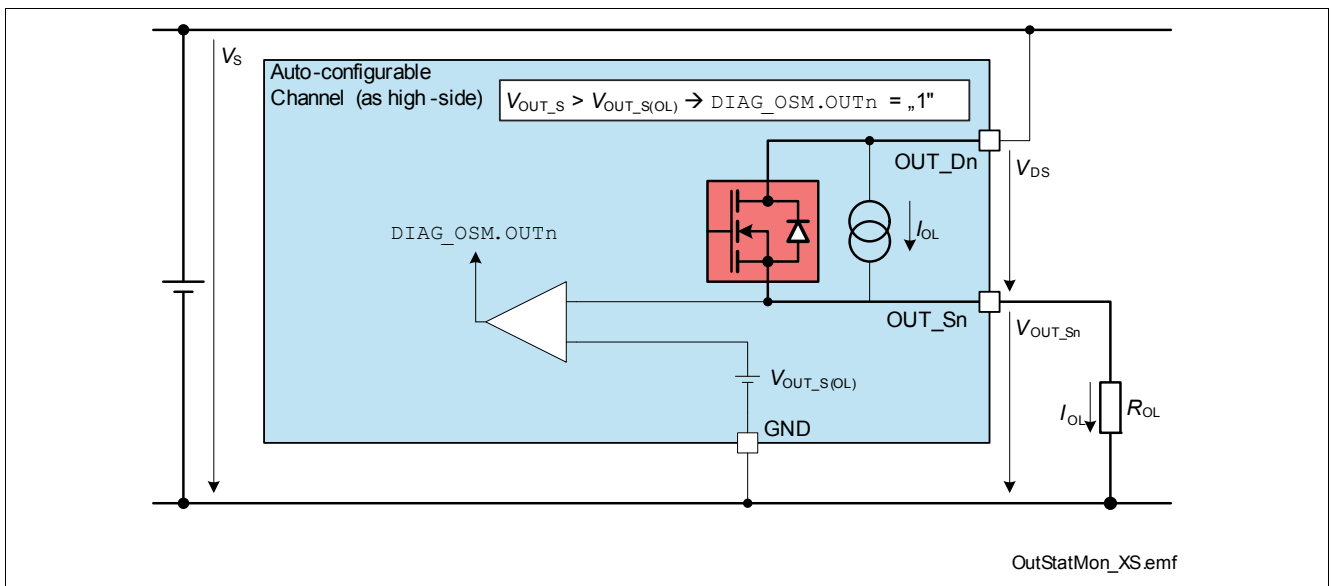 VS
Auto-configurable
Channel (as high -side)
VOUT_S > VOUT_S(OL) → DIAG_OSM.OUTn = „1"
OUT_Dn
VDS
IOL
DIAG_OSM.OUTn
OUT_Sn
VOUT_Sn
VOUT_S(OL)
IOL
ROL
GND
OutStatMon_XS.emf